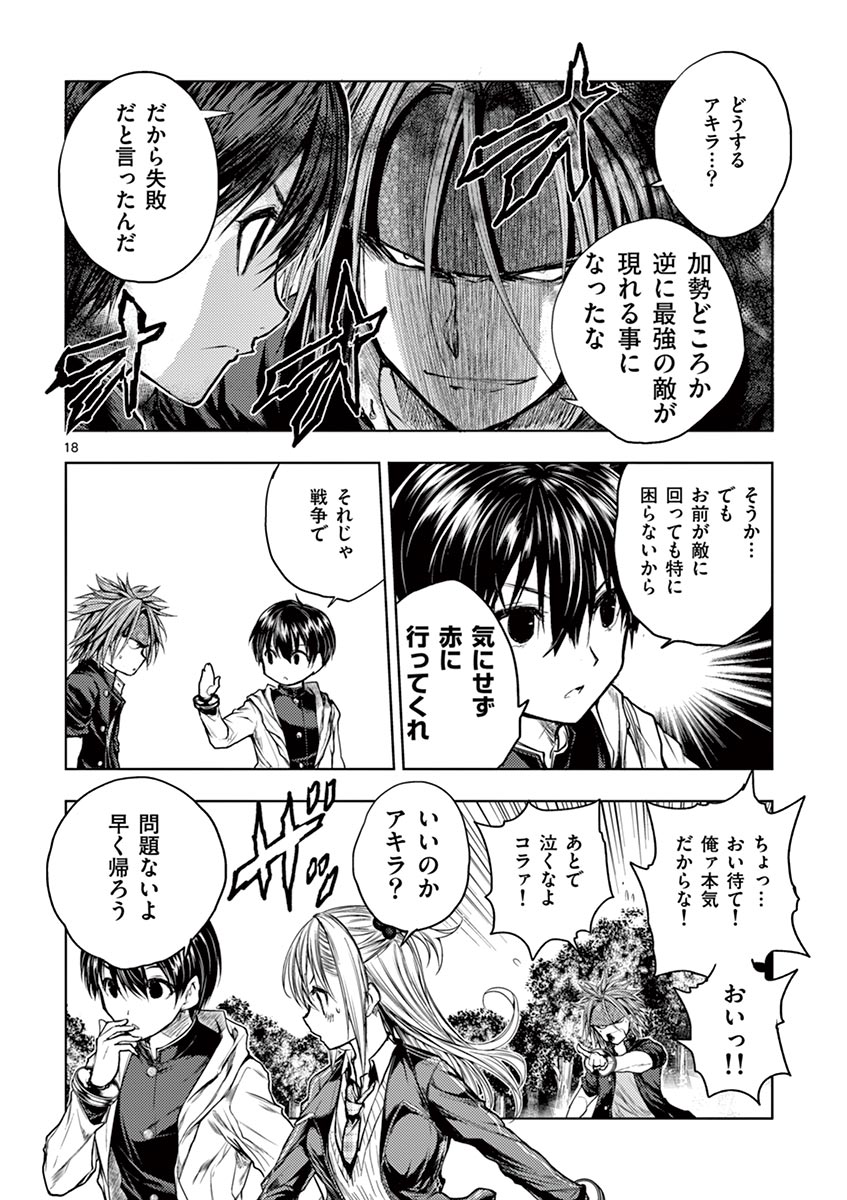 どうする
アキラ…?
加勢どころか
逆に最強の敵が
現れる事に
なったな
だから失敗
だと言ったんだ
オ
オ
オ
18
そうか…
でも
お前が敵に
回っても特に
困らないから
気にせず
赤に
行ってくれ
それじゃ
戦争で
ちょっ…
おい待て!
俺ァ本気
だからな!
おいっ!!
あとで
泣くなよ
コラァ!
いいのか
アキラ?
ザ
問題ないよ
早く帰ろう